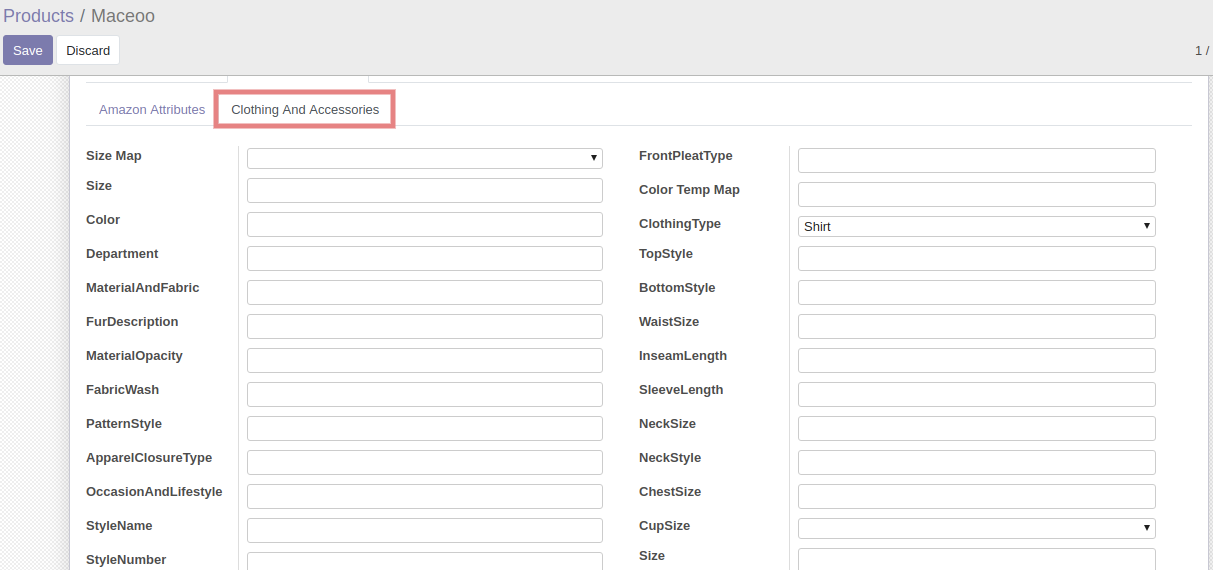 Products / Maceoo
Save Discard
1 /
Amazon Attributes Clothing And Accessories
Size Map
Size
Color
Department
MaterialAndFabric
FurDescription
MaterialOpacity
FabricWash
PatternStyle
ApparelClosureType
OccasionAndLifestyle
StyleName
StyleNumber
FrontPleatType
Color Temp Map
ClothingType Shirt
TopStyle
BottomStyle
WaistSize
InseamLength
SleeveLength
NeckSize
NeckStyle
ChestSize
CupSize
Size